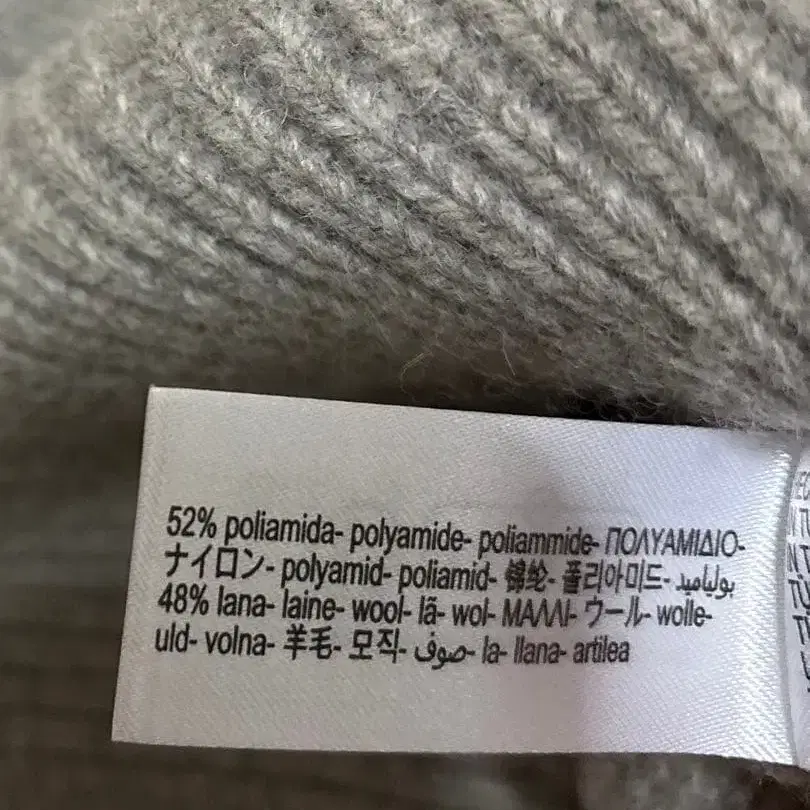 52% poliamida- polyamide- poliammide- ΠΟΛΥΑΜΙΔΙΟ-
ナイロン- polyamid- poliamid- 锦纶- 폴리아미드- بولياميد
48% lana- laine- wool- lã- wol- ΜΑΛΛΙ- ウール- wolle-
uld- volna- 羊毛- 모직- صوف- la- llana- artilea